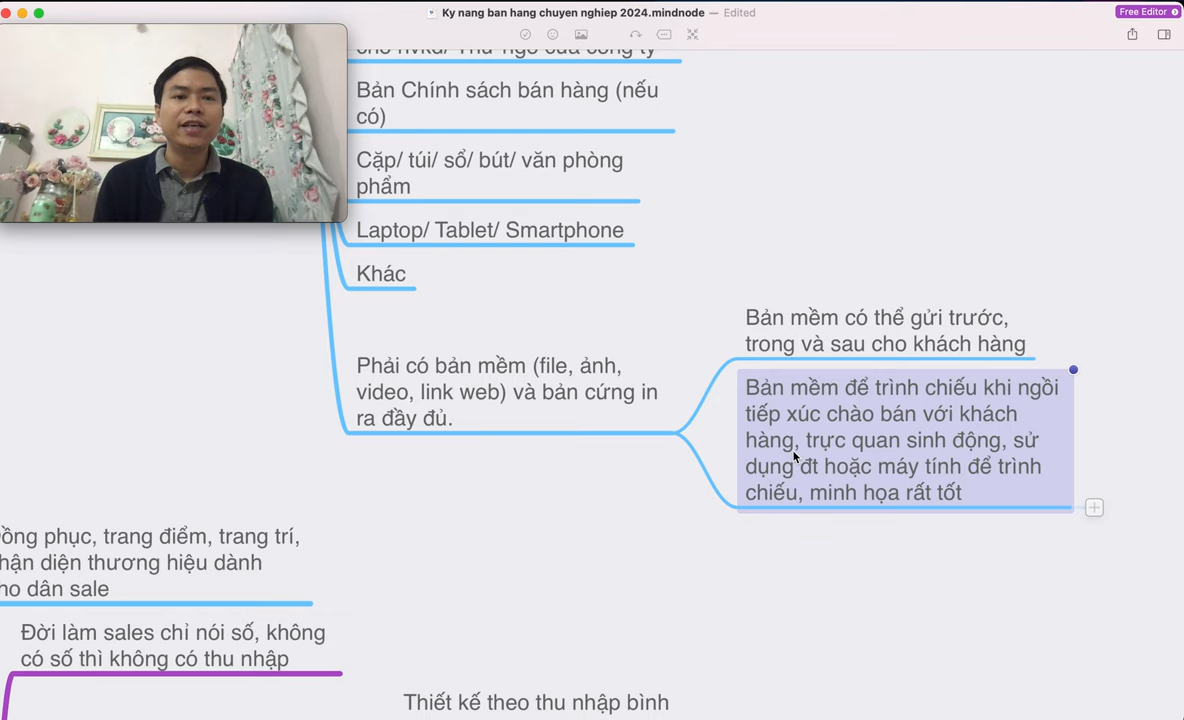 Ky nang ban hang chuyen nghiep 2024.mindnode — Edited
Free Editor
Bản Chính sách bán hàng (nếu
có)
Cặp/ túi/ sổ/ bút/ văn phòng
phẩm
Laptop/ Tablet/ Smartphone
Khác
Phải có bản mềm (file, ảnh,
video, link web) và bản cứng in
ra đầy đủ.
Bản mềm có thể gửi trước,
trong và sau cho khách hàng
Bản mềm để trình chiếu khi ngồi
tiếp xúc chào bán với khách
hàng, trực quan sinh động, sử
dụng đt hoặc máy tính để trình
chiếu, minh họa rất tốt
ồng phục, trang điểm, trang trí,
hận diện thương hiệu dành
ho dân sale
Đời làm sales chỉ nói số, không
có số thì không có thu nhập
Thiết kế theo thu nhập bình